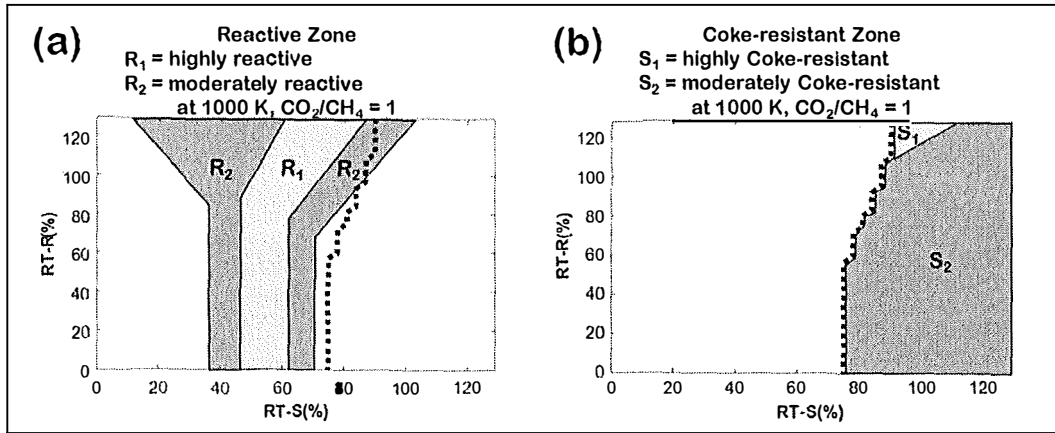 (a)
Reactive Zone
R₁ = highly reactive
R₂ = moderately reactive
at 1000 K, CO₂/CH₄ = 1
RT-R(%)
120
100
80
60
40
20
0
R₂
R₁
R₂
0 20 40 60 80 100 120
RT-S(%)
(b)
Coke-resistant Zone
S₁ = highly Coke-resistant
S₂ = moderately Coke-resistant
at 1000 K, CO₂/CH₄ = 1
RT-R(%)
120
100
80
60
40
20
0
S₁
S₂
0 20 40 60 80 100 120
RT-S(%)